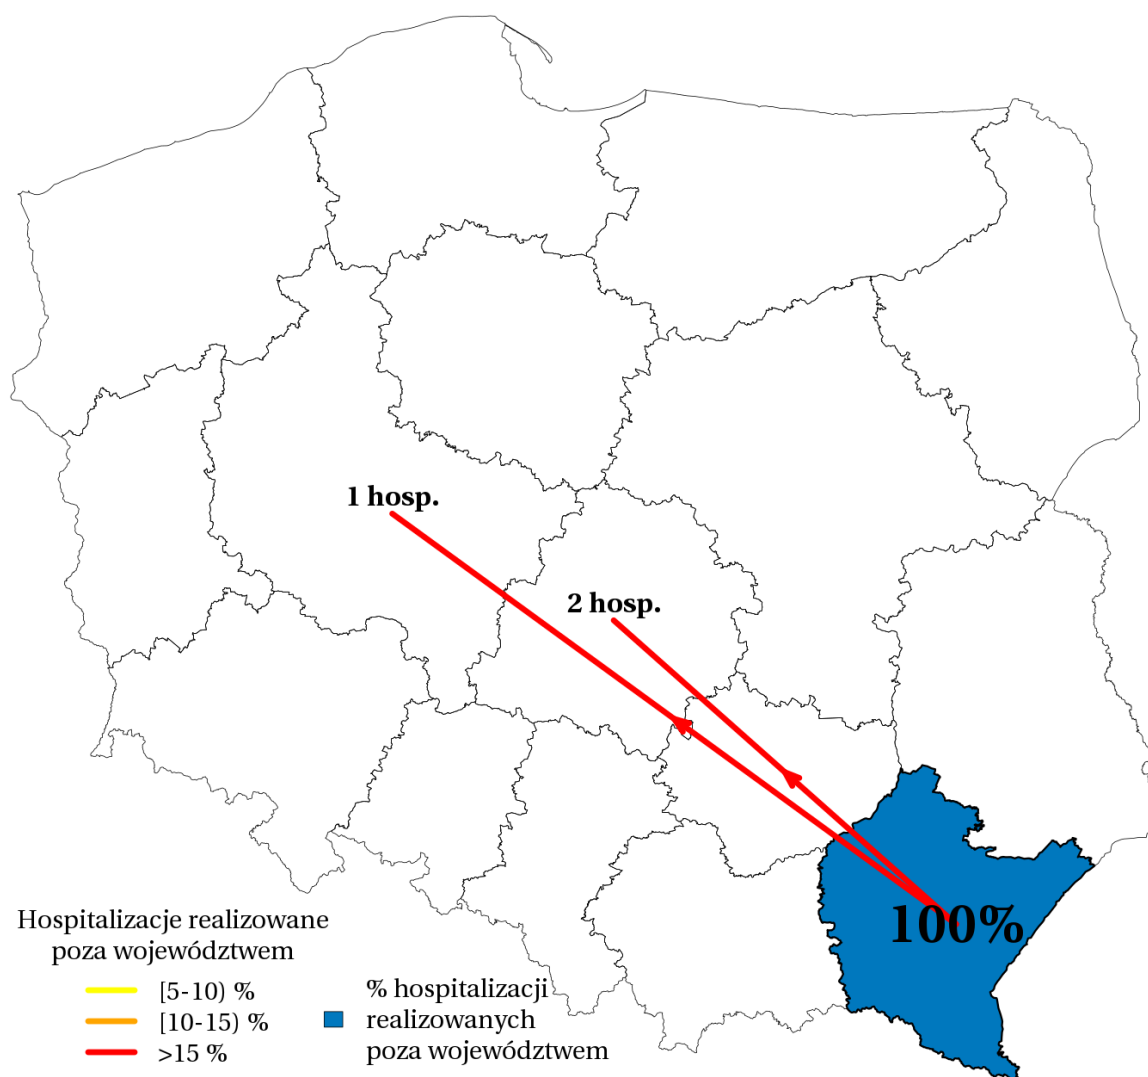 1 hosp.
2 hosp.
100%
Hospitalizacje realizowane
poza województwem
[5-10) %
[10-15) %
>15 %
% hospitalizacji
realizowanych
poza województwem